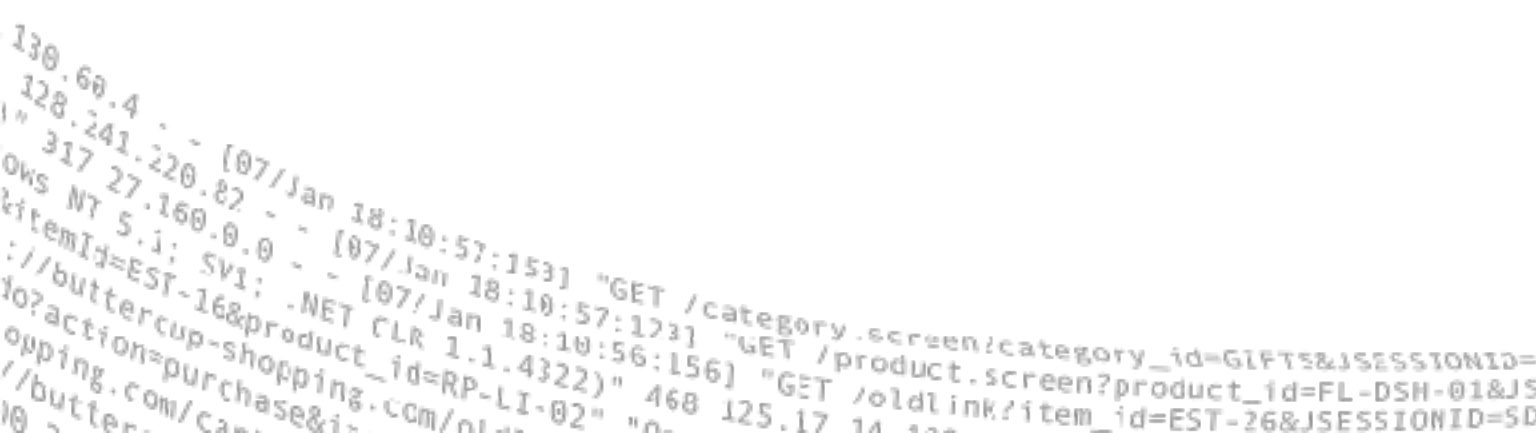 130.60.4 - - [07/Jan 18:10:57:153] "GET /category.screen?category_id=GIFTS&JSESSIONID=
128.241.220.82 - - [07/Jan 18:10:57:123] "GET /product.screen?product_id=FL-DSH-01&JS
" 317 27.160.0.0 - - [07/Jan 18:10:56:156] "GET /oldlink?item_id=EST-26&JSESSIONID=SD
ows NT 5.1; SV1; .NET CLR 1.1.4322)" 468 125.17 14
&itemId=EST-16&product_id=RP-LI-02"
://buttercup-shopping.com/ol
do?action=purchase&i
opping.com/car
//butter